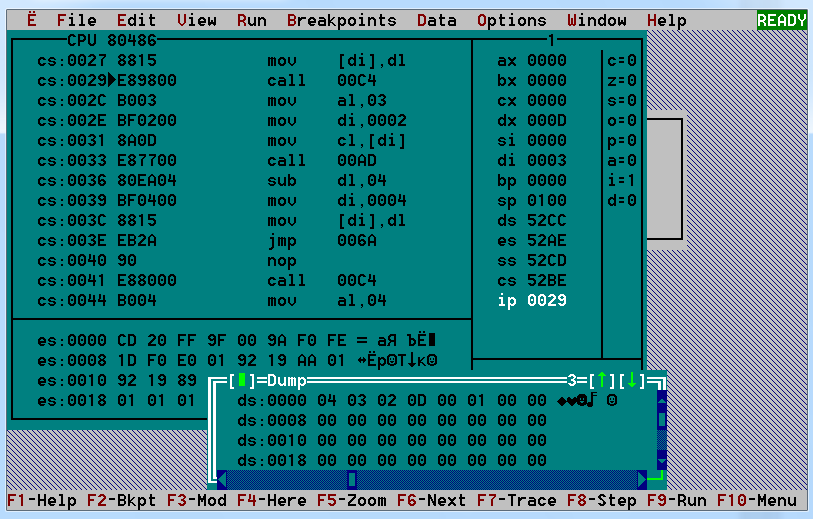 Ë File Edit View Run Breakpoints Data Options Window Help READY
CPU 80486 1
cs:0027 8815 mov [di],dl ax 0000 c=0
cs:0029 E89800 call 00C4 bx 0000 z=0
cs:002C B003 mov al,03 cx 0000 s=0
cs:002E BF0200 mov di,0002 dx 000D o=0
cs:0031 8A0D mov cl,[di] si 0000 p=0
cs:0033 E87700 call 00AD di 0003 a=0
cs:0036 80EA04 sub dl,04 bp 0000 i=1
cs:0039 BF0400 mov di,0004 sp 0100 d=0
cs:003C 8815 mov [di],dl ds 52CC
cs:003E EB2A jmp 006A es 52AE
cs:0040 90 nop ss 52CD
cs:0041 E88000 call 00C4 cs 52BE
cs:0044 B004 mov al,04 ip 0029
es:0000 CD 20 FF 9F 00 9A F0 FE = аЯ ЪЁ■
es:0008 1D F0 E0 01 92 19 AA 01 ↔Ёр☺Т↓к☺
es:0010 92 19 89
es:0018 01 01 01
[■]=Dump 3=[↑][↓]
ds:0000 04 03 02 0D 00 01 00 00 ♦♥☻♪ ☺
ds:0008 00 00 00 00 00 00 00 00
ds:0010 00 00 00 00 00 00 00 00
ds:0018 00 00 00 00 00 00 00 00
F1-Help F2-Bkpt F3-Mod F4-Here F5-Zoom F6-Next F7-Trace F8-Step F9-Run F10-Menu